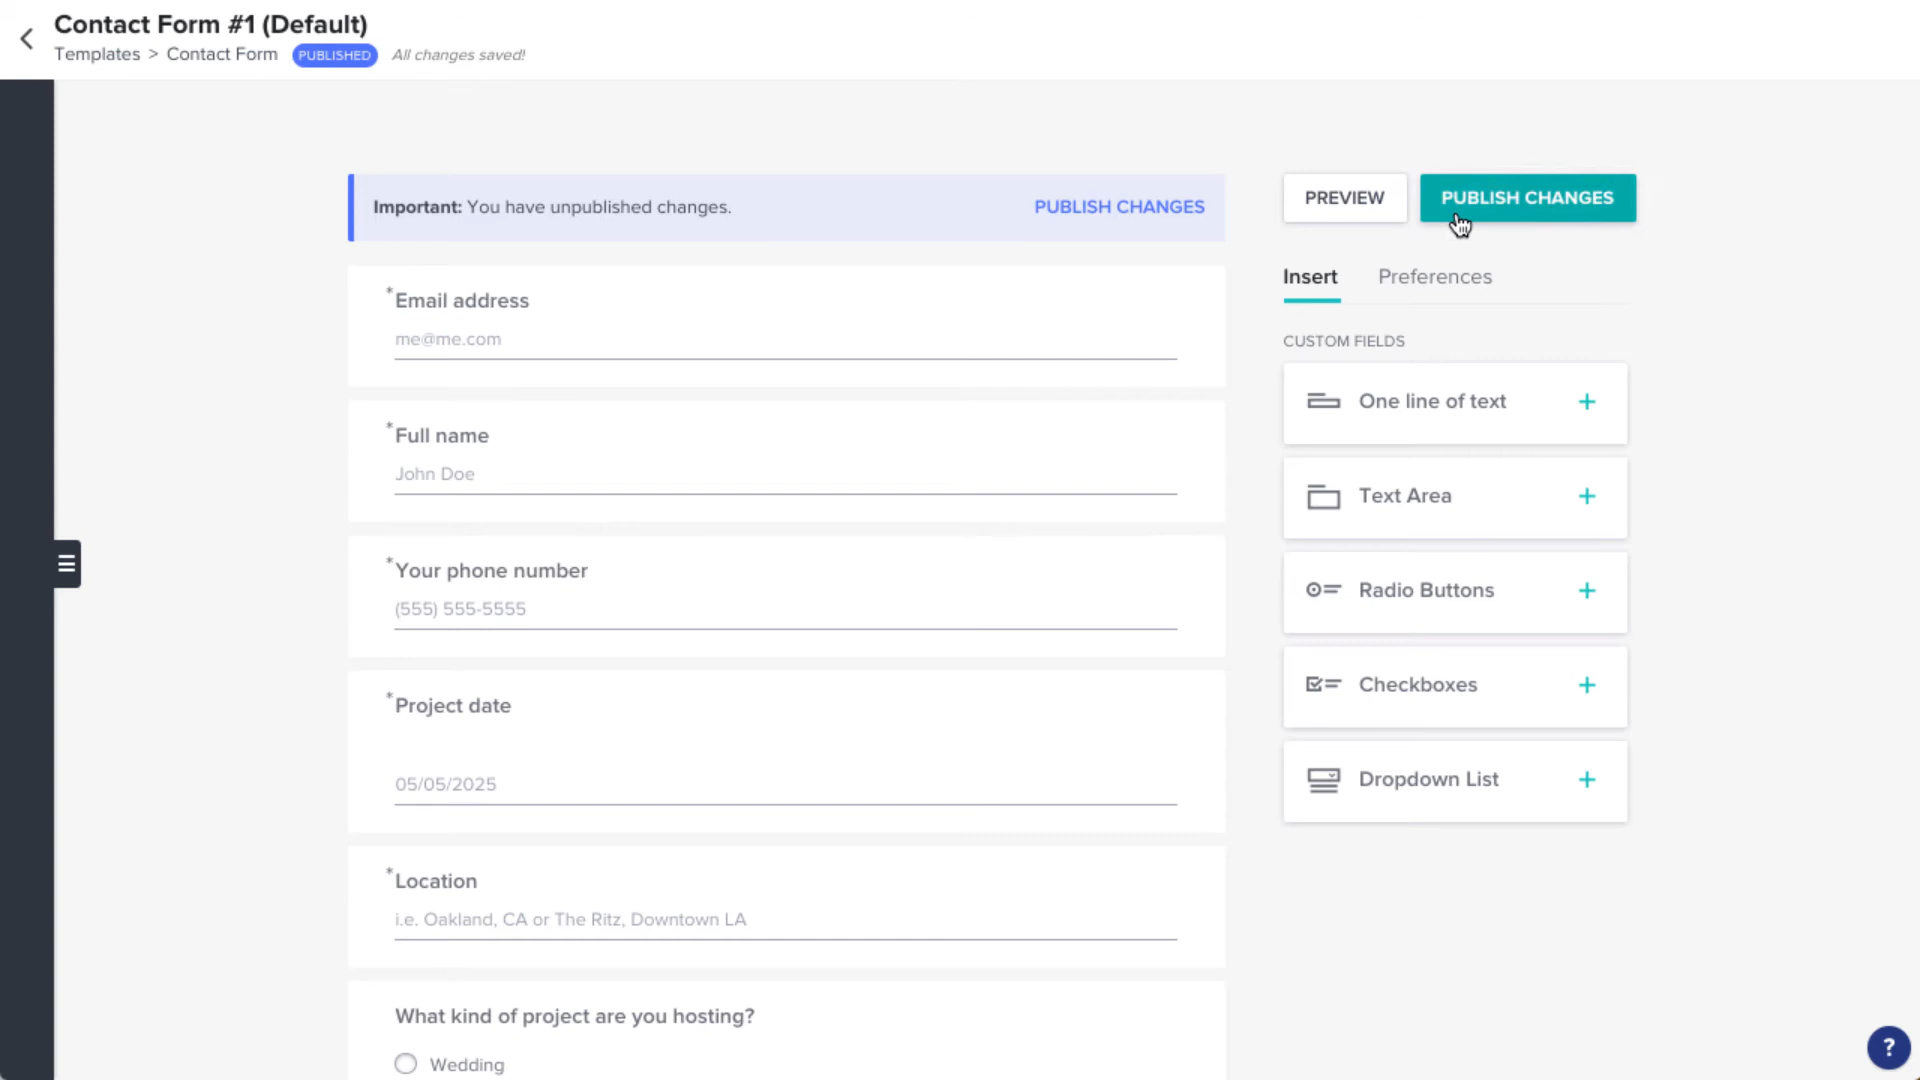 Contact Form #1 (Default)
Templates > Contact Form PUBLISHED All changes saved!
Important: You have unpublished changes. PUBLISH CHANGES
PREVIEW PUBLISH CHANGES
Insert Preferences
CUSTOM FIELDS
One line of text +
Text Area +
Radio Buttons +
Checkboxes +
Dropdown List +
*Email address
me@me.com
*Full name
John Doe
*Your phone number
(555) 555-5555
*Project date
05/05/2025
*Location
i.e. Oakland, CA or The Ritz, Downtown LA
What kind of project are you hosting?
Wedding
?